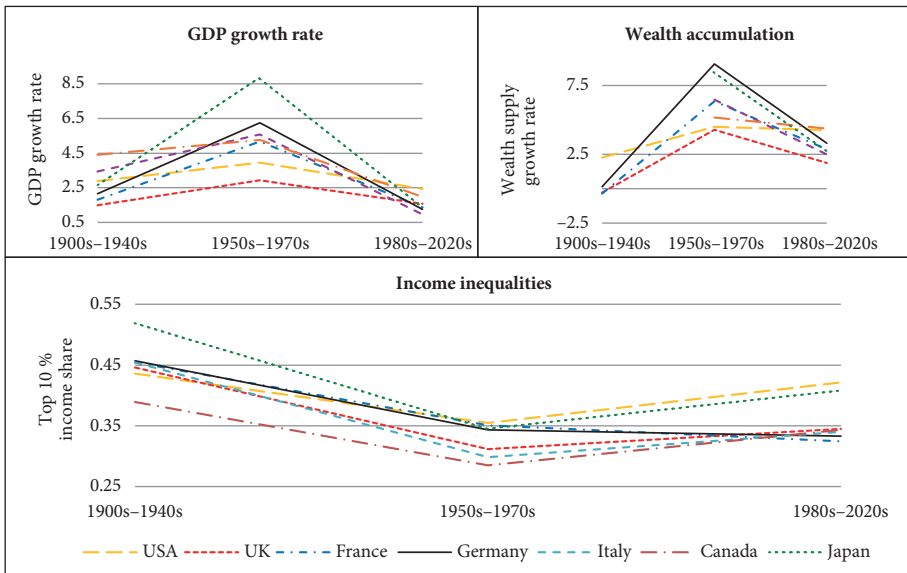 GDP growth rate
GDP growth rate
8.5
6.5
4.5
2.5
0.5
1900s–1940s 1950s–1970s 1980s–2020s
Wealth accumulation
Wealth supply
growth rate
7.5
2.5
−2.5
1900s–1940s 1950s–1970s 1980s–2020s
Income inequalities
Top 10 %
income share
0.55
0.45
0.35
0.25
1900s–1940s 1950s–1970s 1980s–2020s
USA UK France Germany Italy Canada Japan